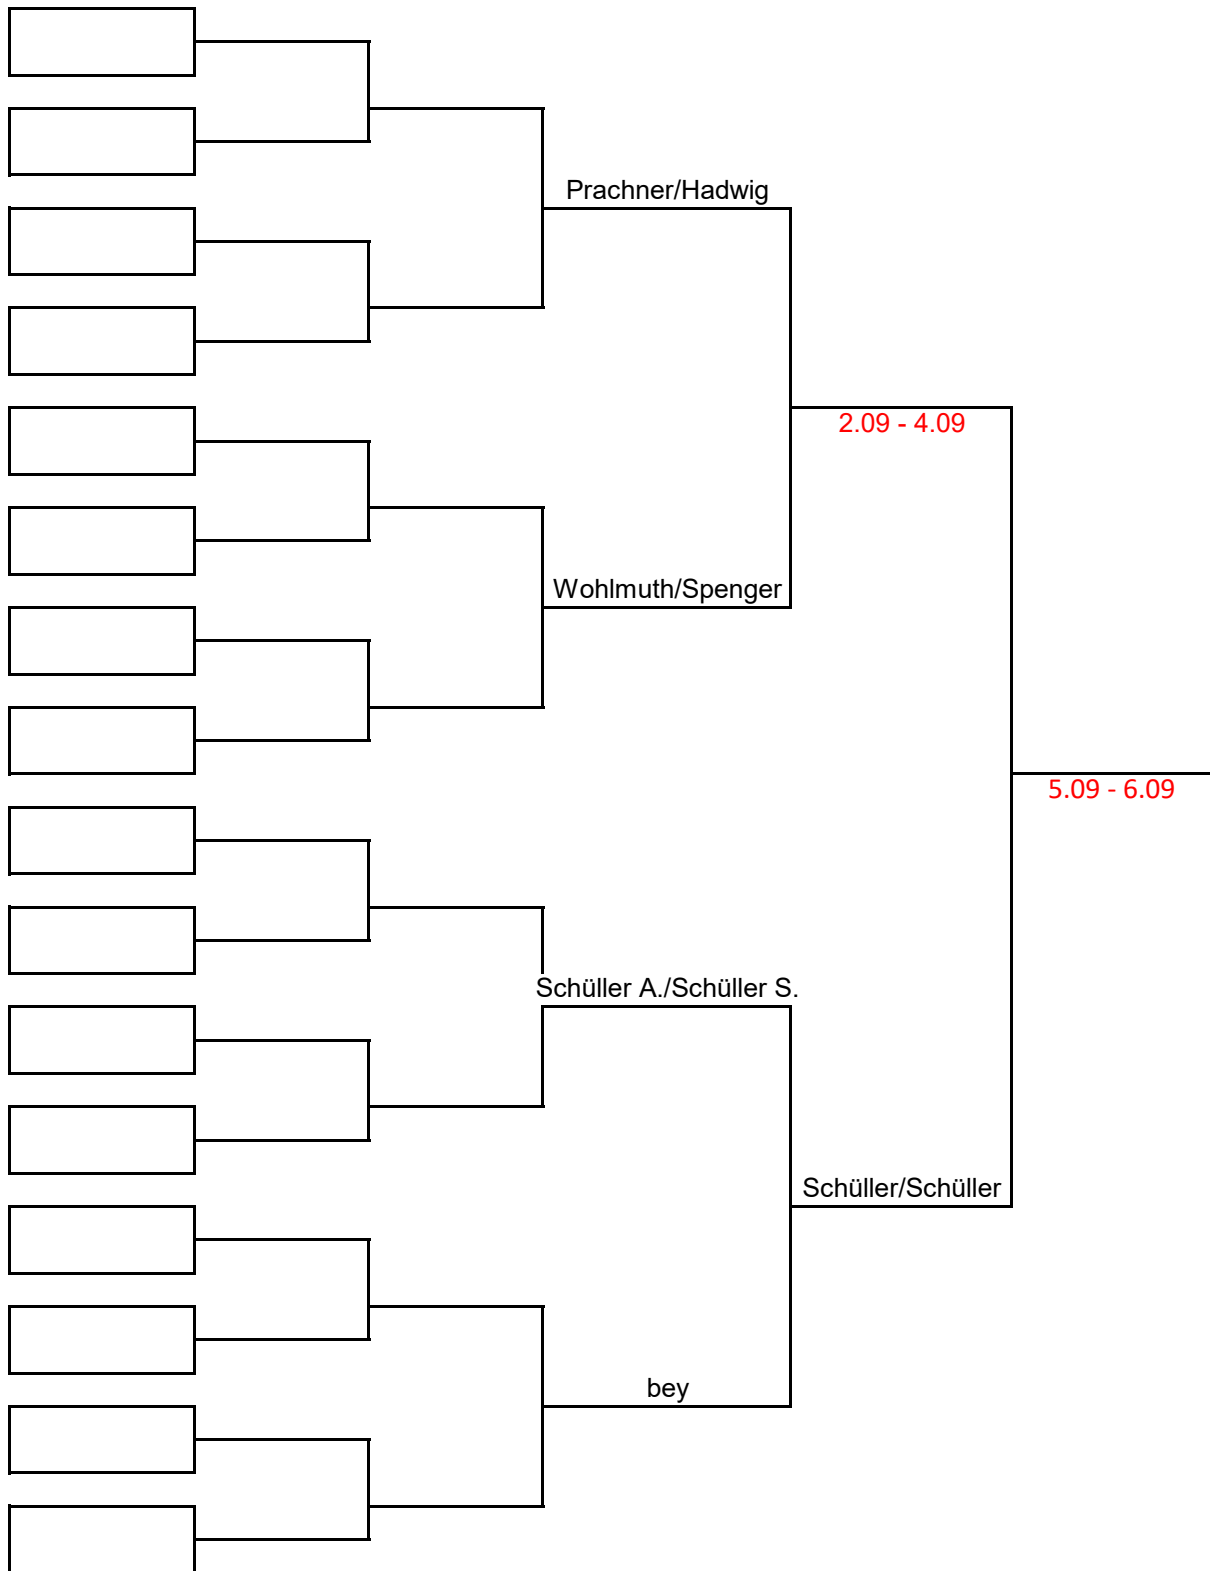 Prachner/Hadwig
2.09 - 4.09
Wohlmuth/Spenger
5.09 - 6.09
Schüller A./Schüller S.
Schüller/Schüller
bey